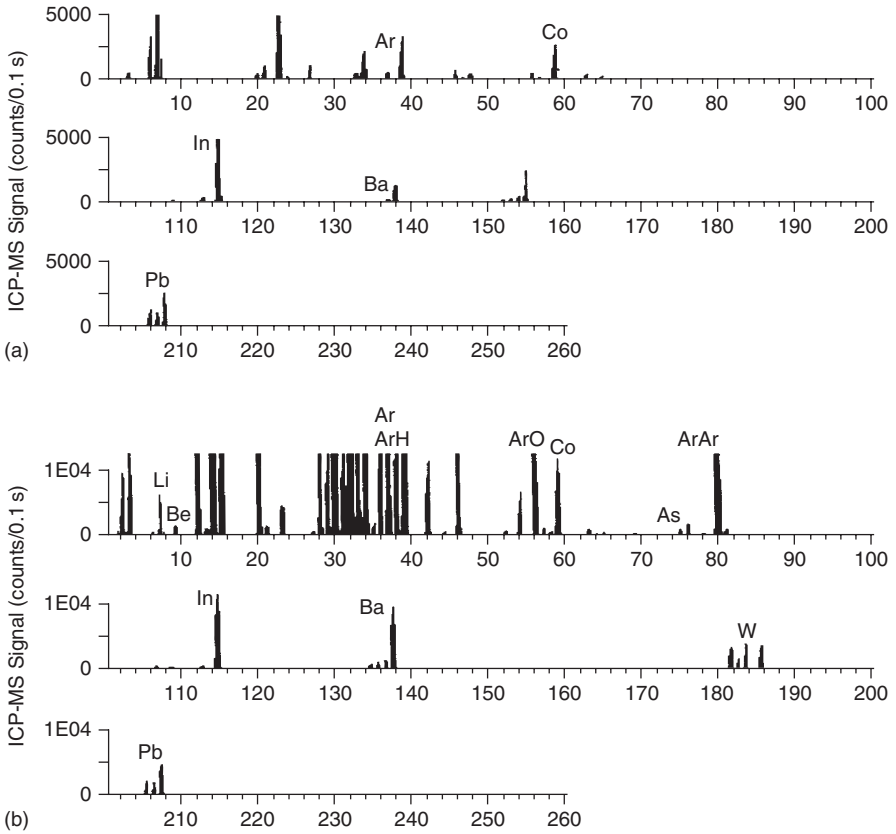 ICP-MS Signal (counts/0.1 s)
5000
0
Ar
Co
10 20 30 40 50 60 70 80 90 100
5000
0
In
Ba
110 120 130 140 150 160 170 180 190 200
5000
0
Pb
210 220 230 240 250 260
(a)
ICP-MS Signal (counts/0.1 s)
1E04
0
Li
Be
Ar
ArH
ArO
Co
As
ArAr
10 20 30 40 50 60 70 80 90 100
1E04
0
In
Ba
W
110 120 130 140 150 160 170 180 190 200
1E04
0
Pb
210 220 230 240 250 260
(b)